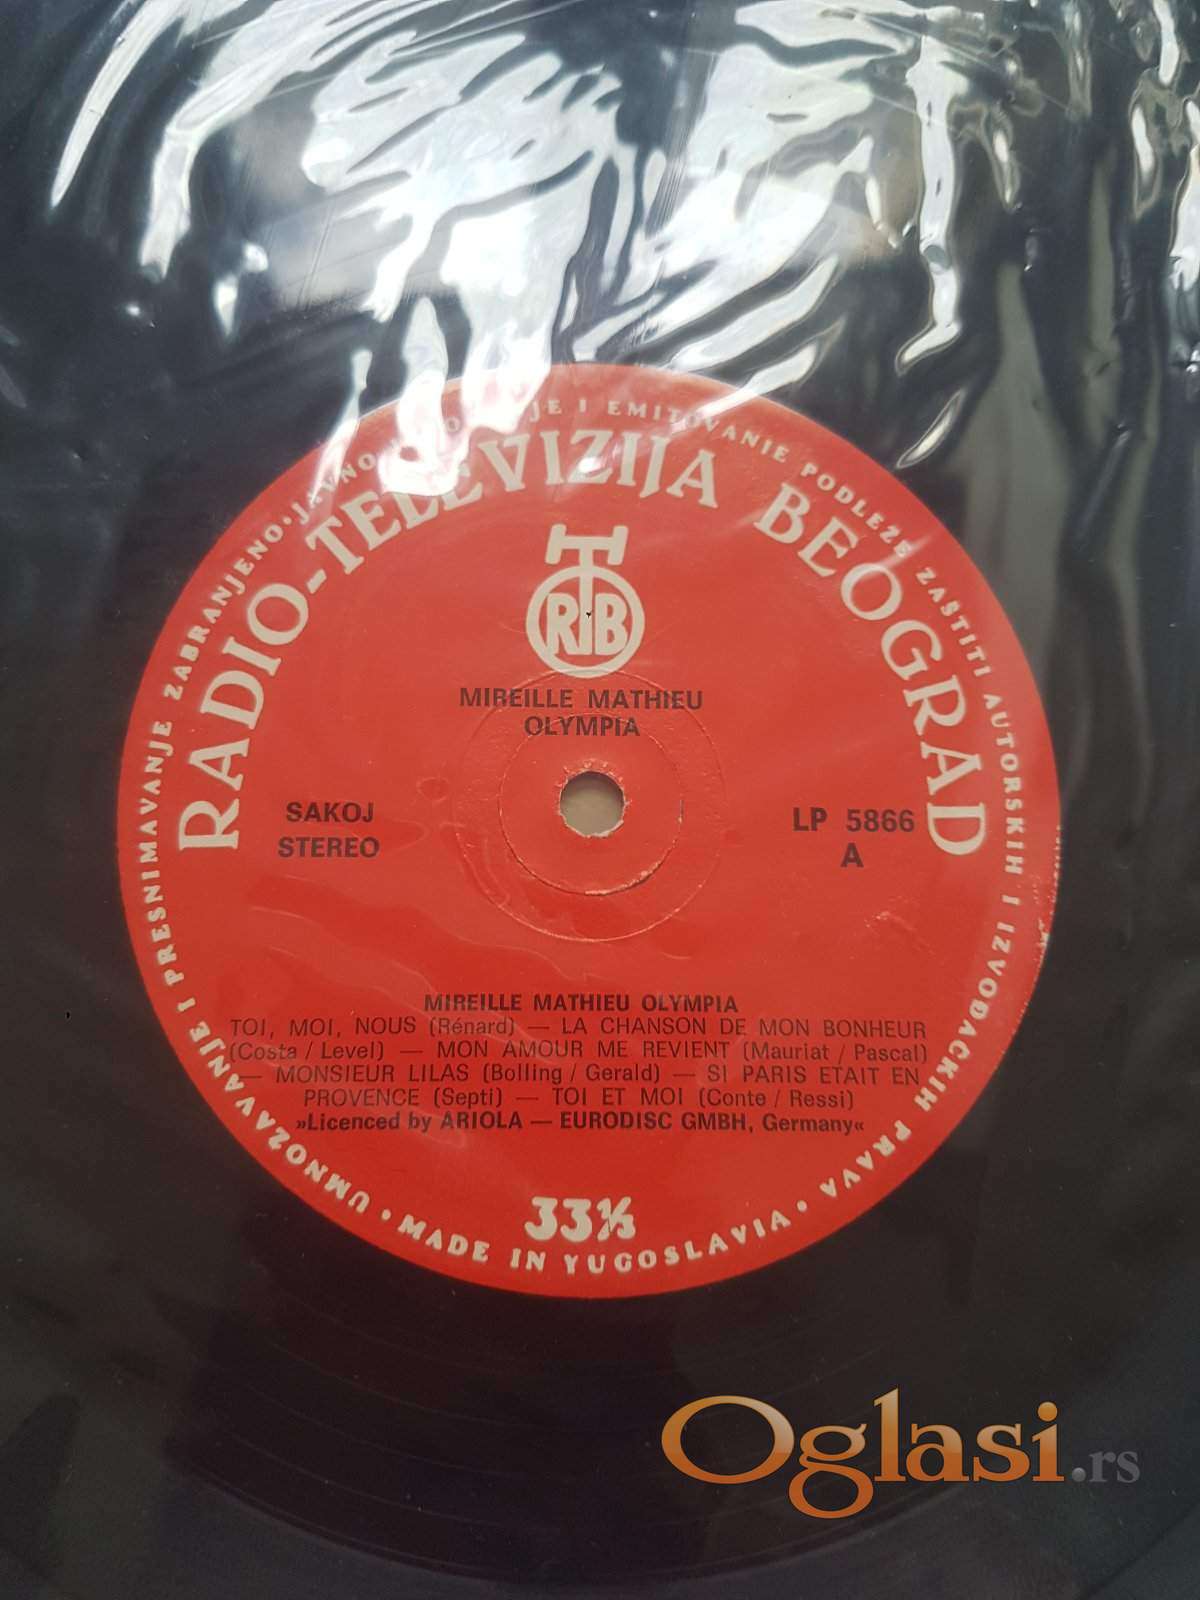 UMNOŽAVANJE I PRESNIMAVANJE ZABRANJENO • JAVNO JE I EMITOVANJE PODLEŽE ZAŠTITI AUTORSKIH I IZVOĐAČKIH PRAVA •
RADIO-TELEVIZIJA BEOGRAD
RTB
MIREILLE MATHIEU
OLYMPIA
SAKOJ
STEREO
LP 5866
A
MIREILLE MATHIEU OLYMPIA
TOI, MOI, NOUS (Rénard) — LA CHANSON DE MON BONHEUR
(Costa / Level) — MON AMOUR ME REVIENT (Mauriat / Pascal)
— MONSIEUR LILAS (Bolling / Gerald) — SI PARIS ETAIT EN
PROVENCE (Septi) — TOI ET MOI (Conte / Ressi)
»Licenced by ARIOLA — EURODISC GMBH, Germany«
33⅓
MADE IN YUGOSLAVIA •
Oglasi.rs